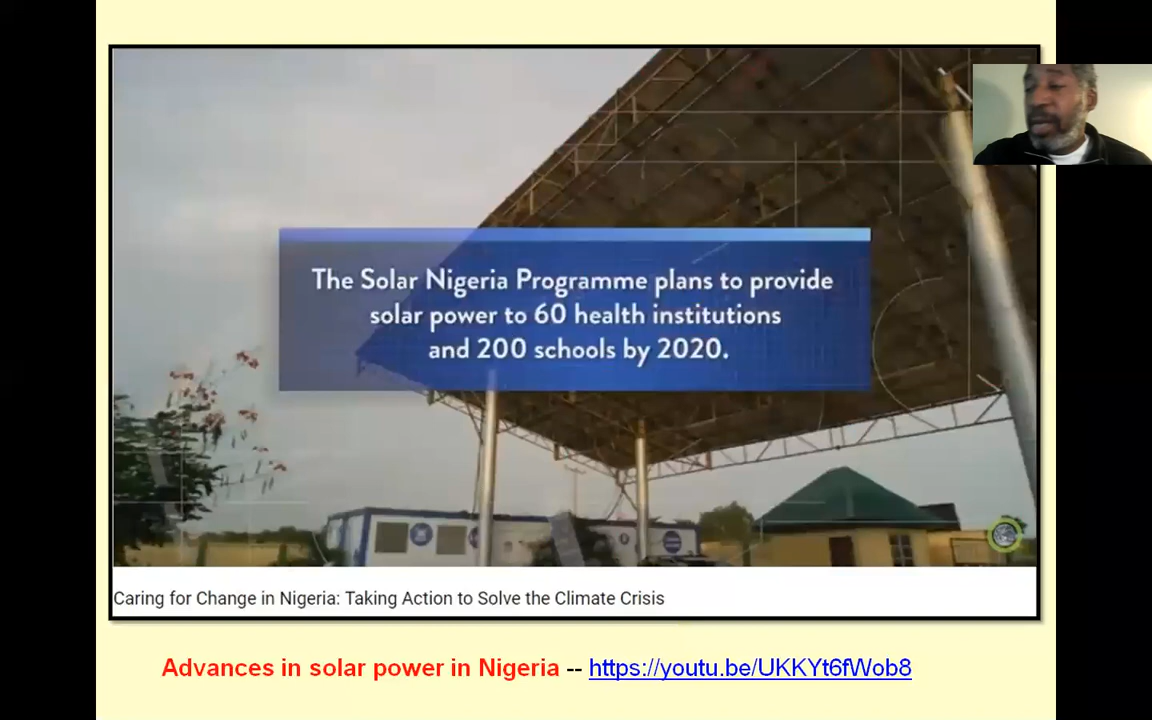 The Solar Nigeria Programme plans to provide
solar power to 60 health institutions
and 200 schools by 2020.
Caring for Change in Nigeria: Taking Action to Solve the Climate Crisis
Advances in solar power in Nigeria -- https://youtu.be/UKKYt6fWob8